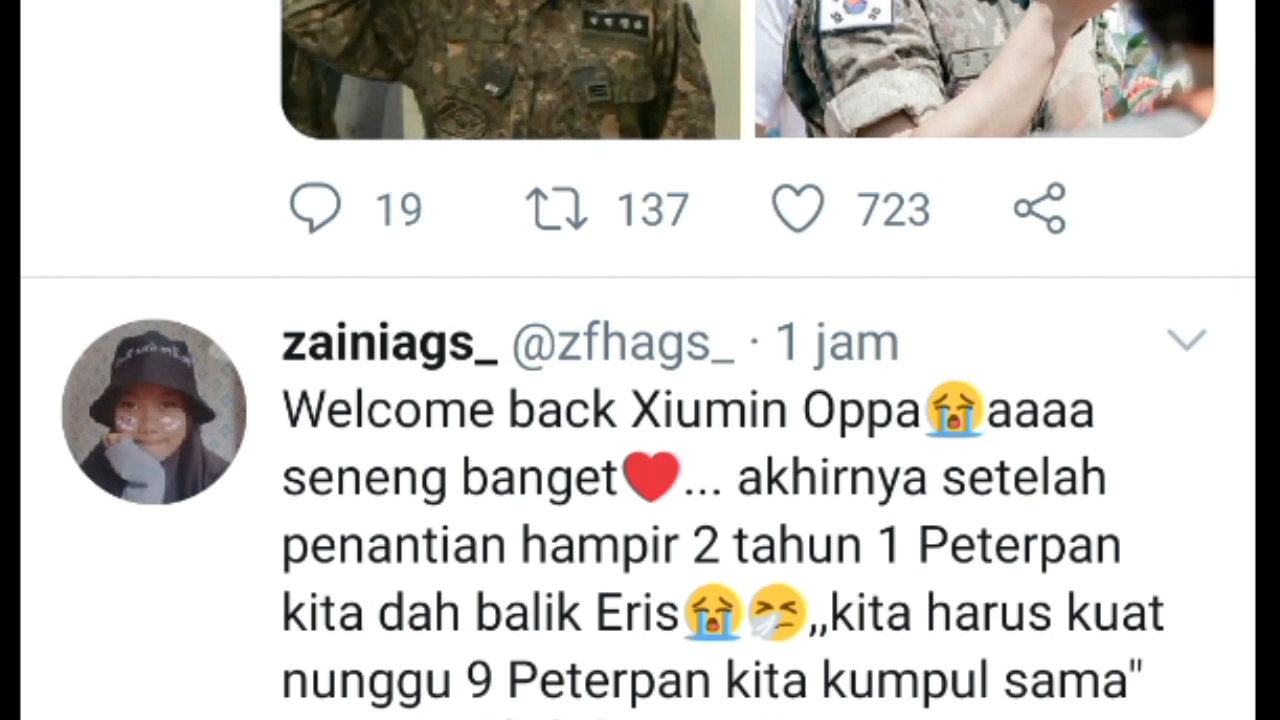 19 137 723
zainiags_ @zfhags_ · 1 jam
Welcome back Xiumin Oppa😭aaaa
seneng banget❤️... akhirnya setelah
penantian hampir 2 tahun 1 Peterpan
kita dah balik Eris😭🤧,,kita harus kuat
nunggu 9 Peterpan kita kumpul sama"